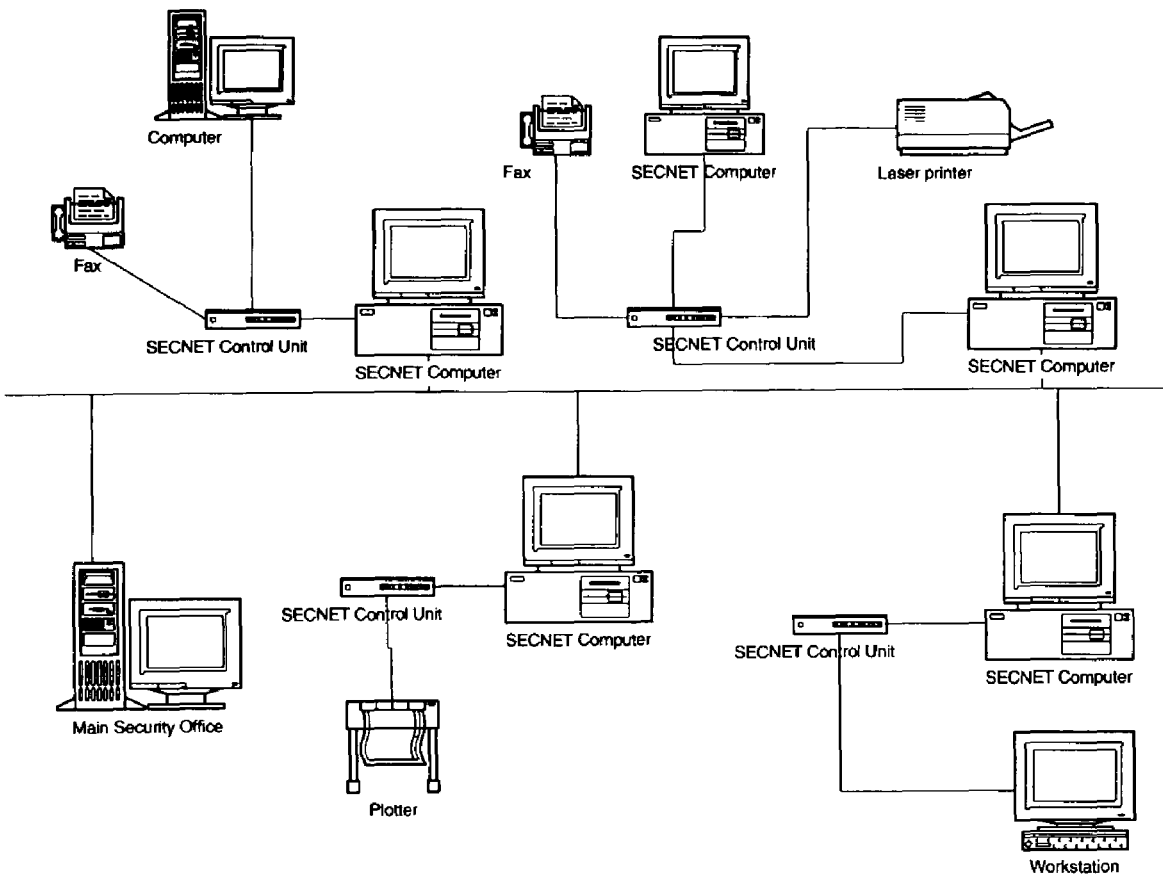 Computer
Fax
SECNET Computer
Laser printer
Fax
SECNET Control Unit
SECNET Control Unit
SECNET Computer
SECNET Computer
SECNET Control Unit
SECNET Computer
SECNET Control Unit
SECNET Computer
Main Security Office
Plotter
Workstation